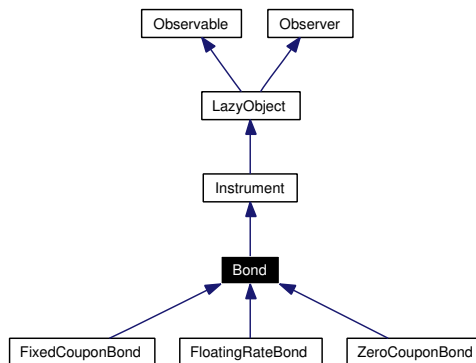 Observable Observer
LazyObject
Instrument
Bond
FixedCouponBond FloatingRateBond ZeroCouponBond